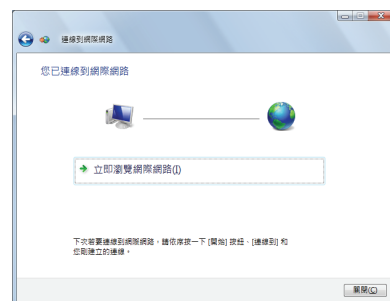 連線到網際網路
您已連線到網際網路
立即瀏覽網際網路(I)
下次若要連線到網際網路，請依序按一下 [開始] 按鈕、[連線到] 和
您剛建立的連線。
關閉(C)